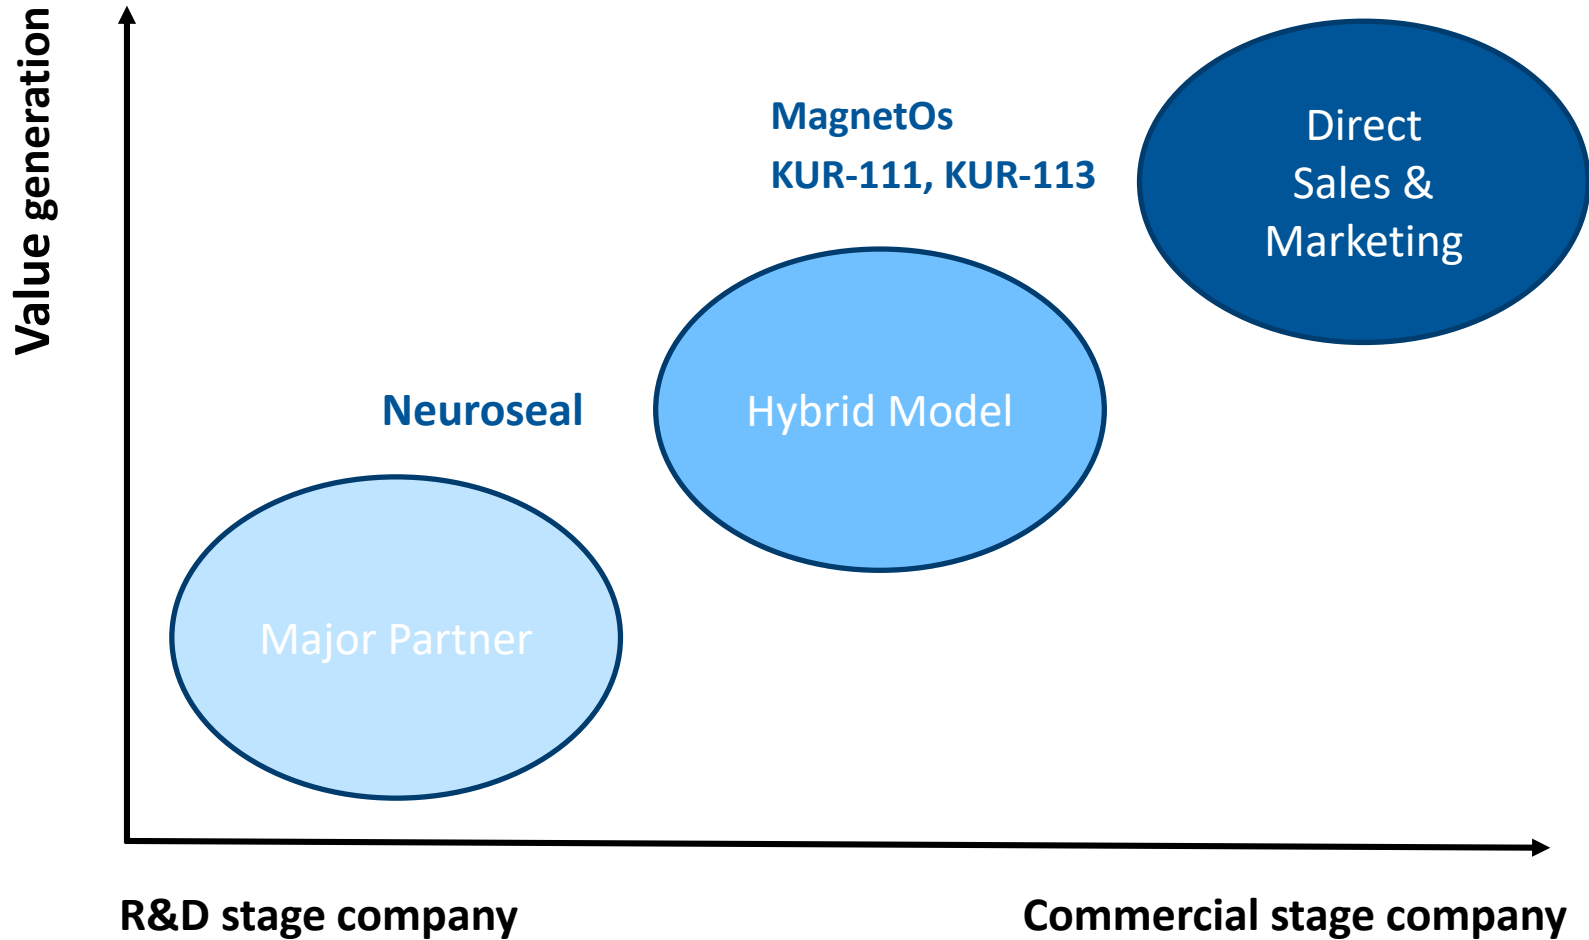 Value generation
MagnetOs
KUR-111, KUR-113
Direct
Sales &
Marketing
Neuroseal
Hybrid Model
Major Partner
R&D stage company
Commercial stage company